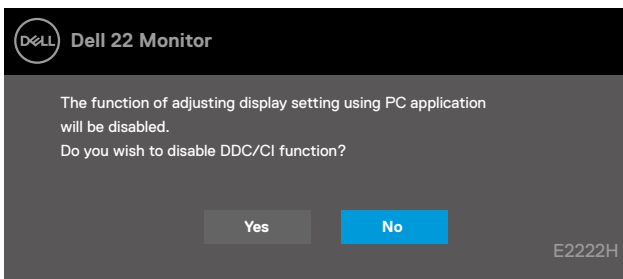 DELL Dell 22 Monitor
The function of adjusting display setting using PC application
will be disabled.
Do you wish to disable DDC/CI function?
Yes No
E2222H